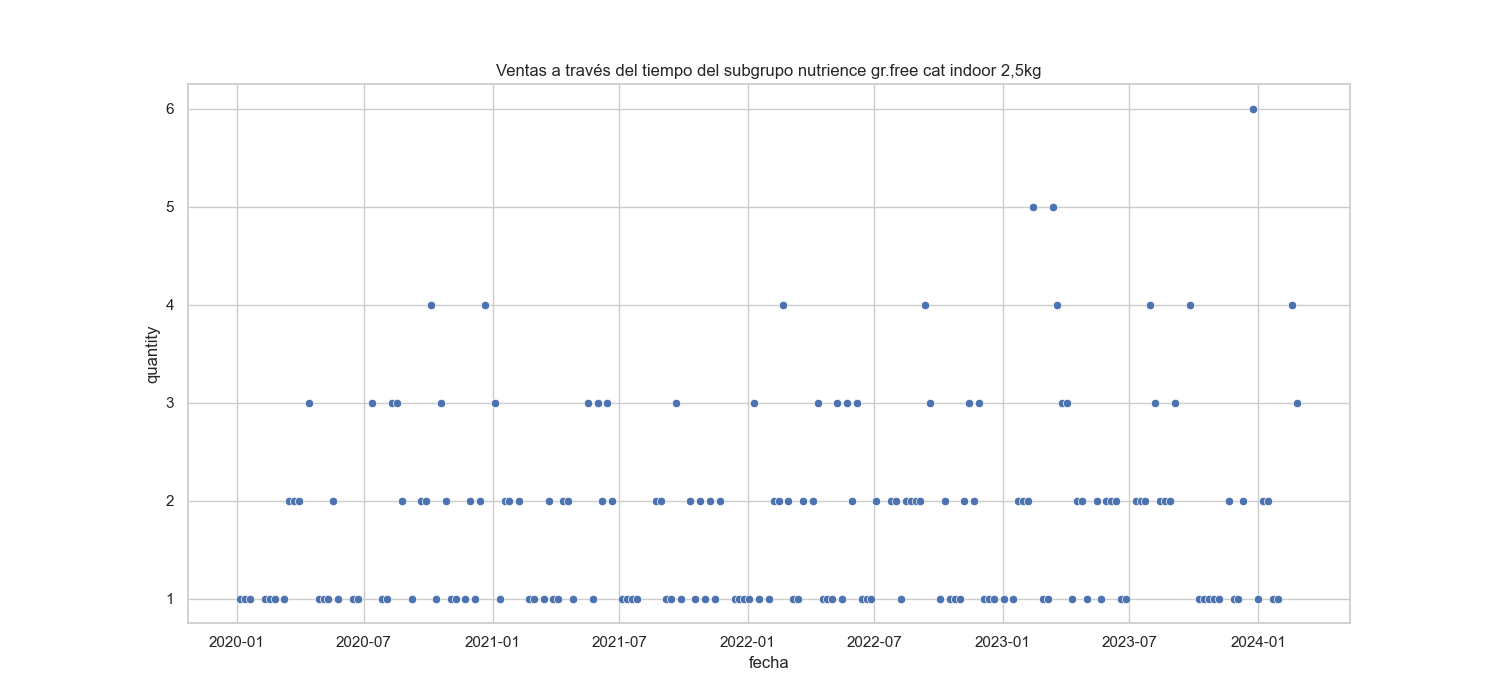 Ventas a través del tiempo del subgrupo nutrience gr.free cat indoor 2,5kg
quantity
6
5
4
3
2
1
2020-01 2020-07 2021-01 2021-07 2022-01 2022-07 2023-01 2023-07 2024-01
fecha